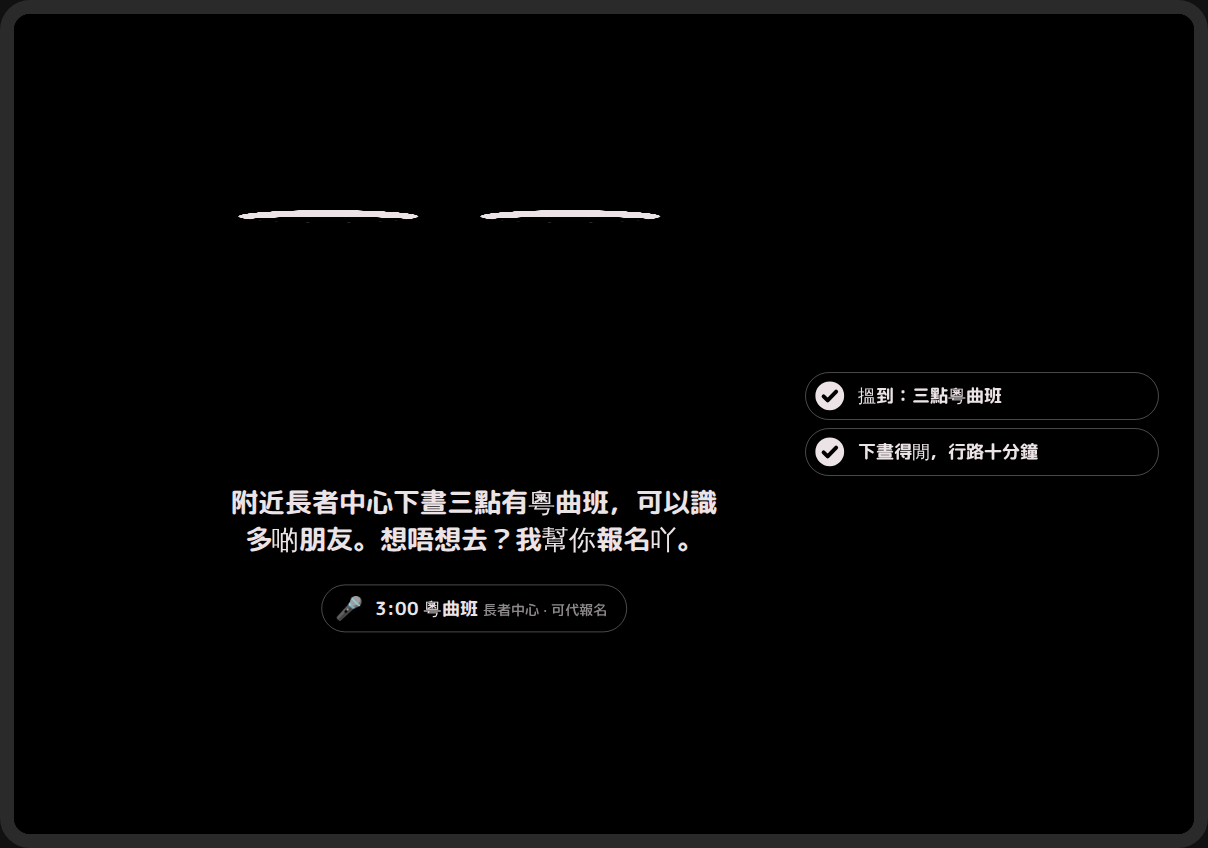 搵到：三點粵曲班
下晝得閒，行路十分鐘
附近長者中心下晝三點有粵曲班，可以識
多啲朋友。想唔想去？我幫你報名吖。
3:00 粵曲班 長者中心 · 可代報名